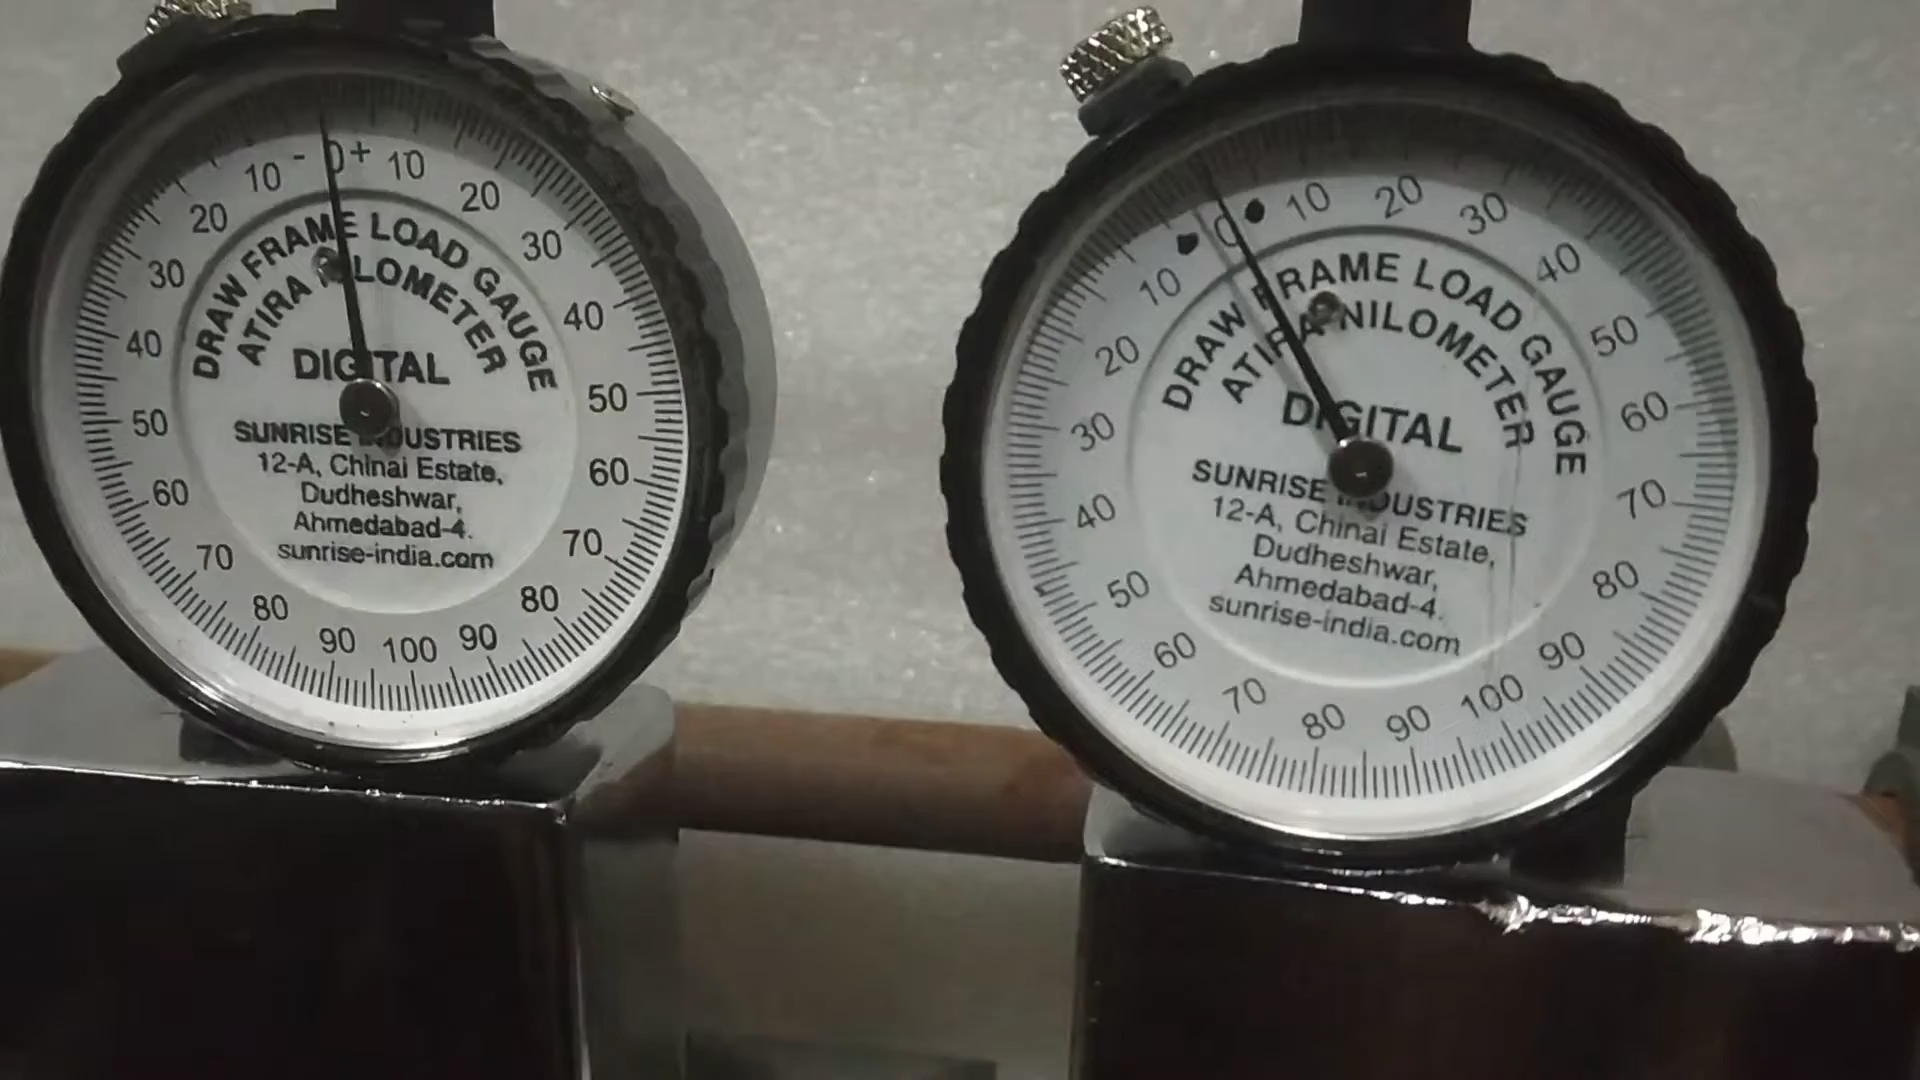 10 - 0 + 10
20 20
30 30
40 40
50 50
60 60
70 70
80 80
90 100 90
DRAW FRAME LOAD GAUGE
ATIRA NILOMETER
DIGITAL
SUNRISE INDUSTRIES
12-A, Chinai Estate,
Dudheshwar,
Ahmedabad-4.
sunrise-india.com
10 0 10
20 20
30 30
40 40
50 50
60 60
70 70
80 80
90 100 90
DRAW FRAME LOAD GAUGE
ATIRA NILOMETER
DIGITAL
SUNRISE INDUSTRIES
12-A, Chinai Estate,
Dudheshwar,
Ahmedabad-4.
sunrise-india.com